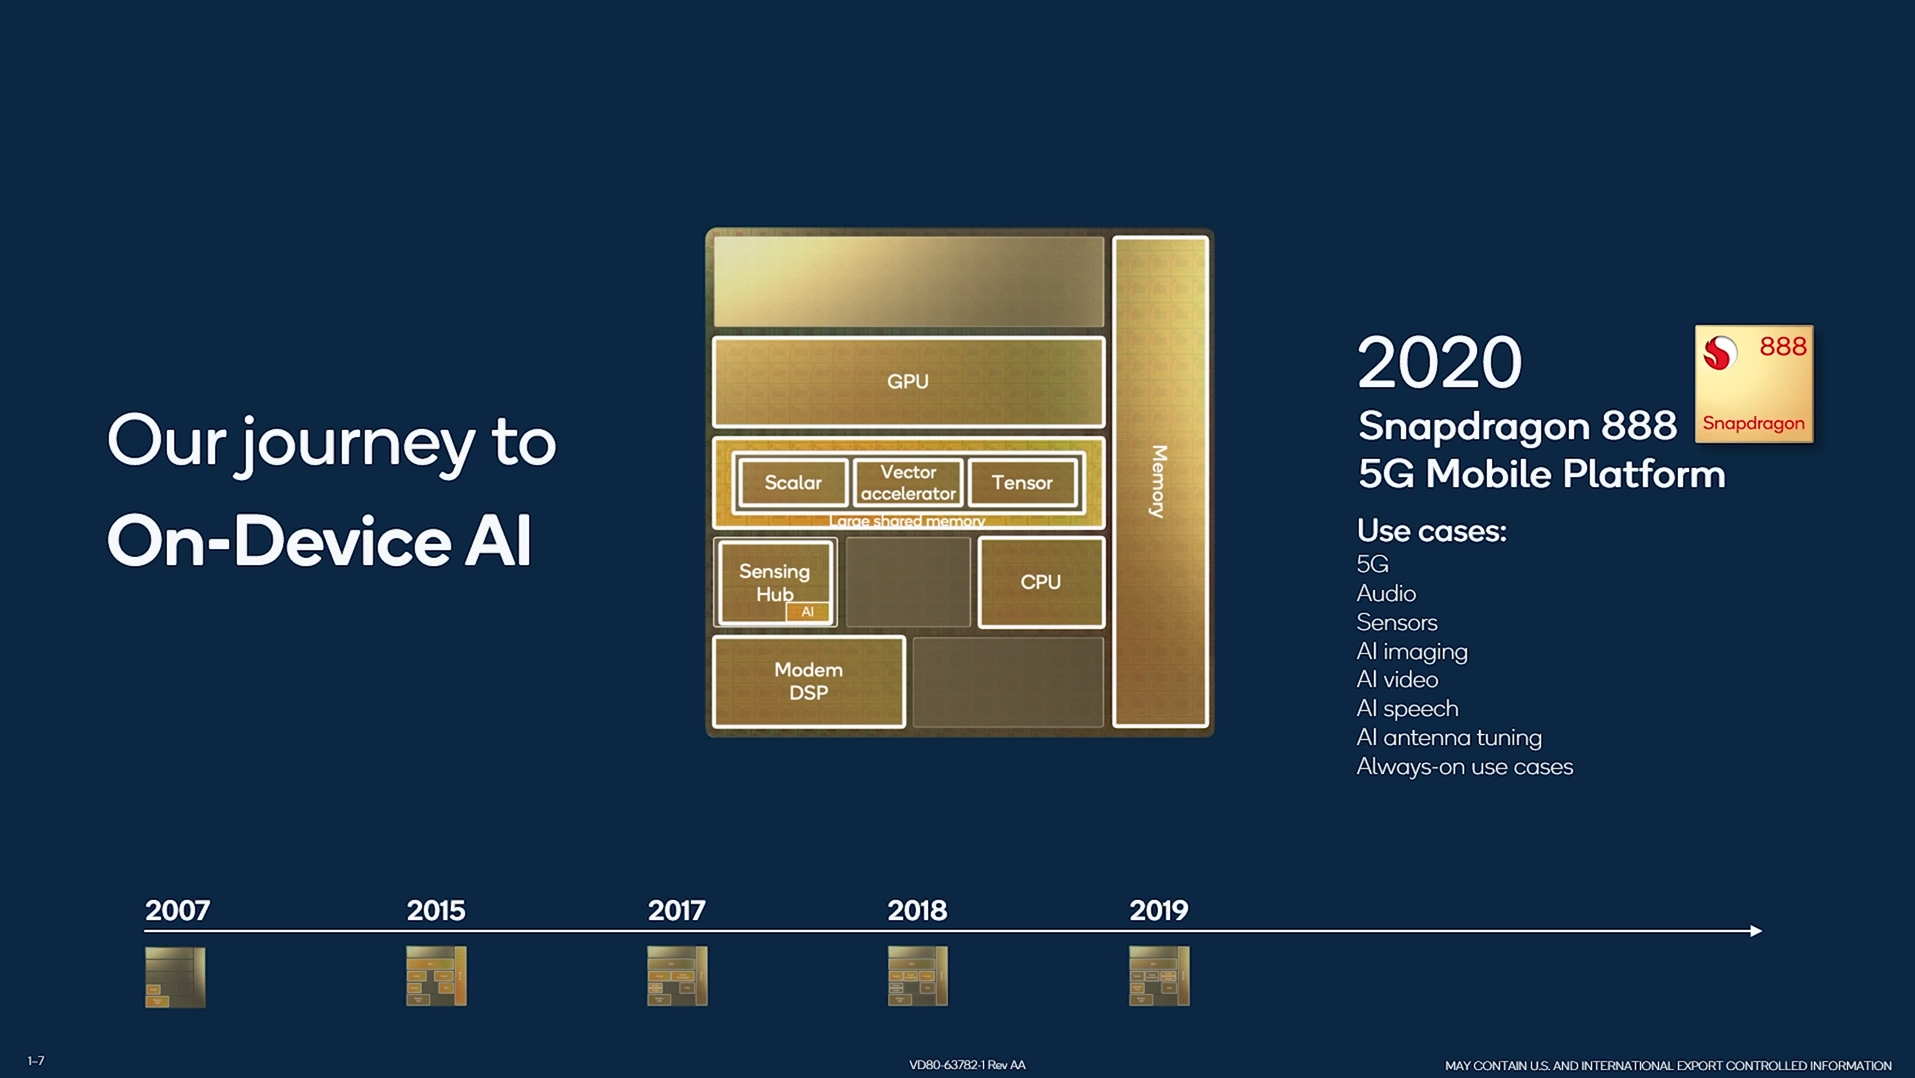 Our journey to
On-Device AI
GPU
Scalar
Vector
accelerator
Tensor
Large shared memory
Sensing
Hub
AI
CPU
Modem
DSP
Memory
2020
888
Snapdragon
Snapdragon 888
5G Mobile Platform
Use cases:
5G
Audio
Sensors
AI imaging
AI video
AI speech
AI antenna tuning
Always-on use cases
2007
2015
2017
2018
2019
1-7
VD80-63782-1 Rev AA
MAY CONTAIN U.S. AND INTERNATIONAL EXPORT CONTROLLED INFORMATION